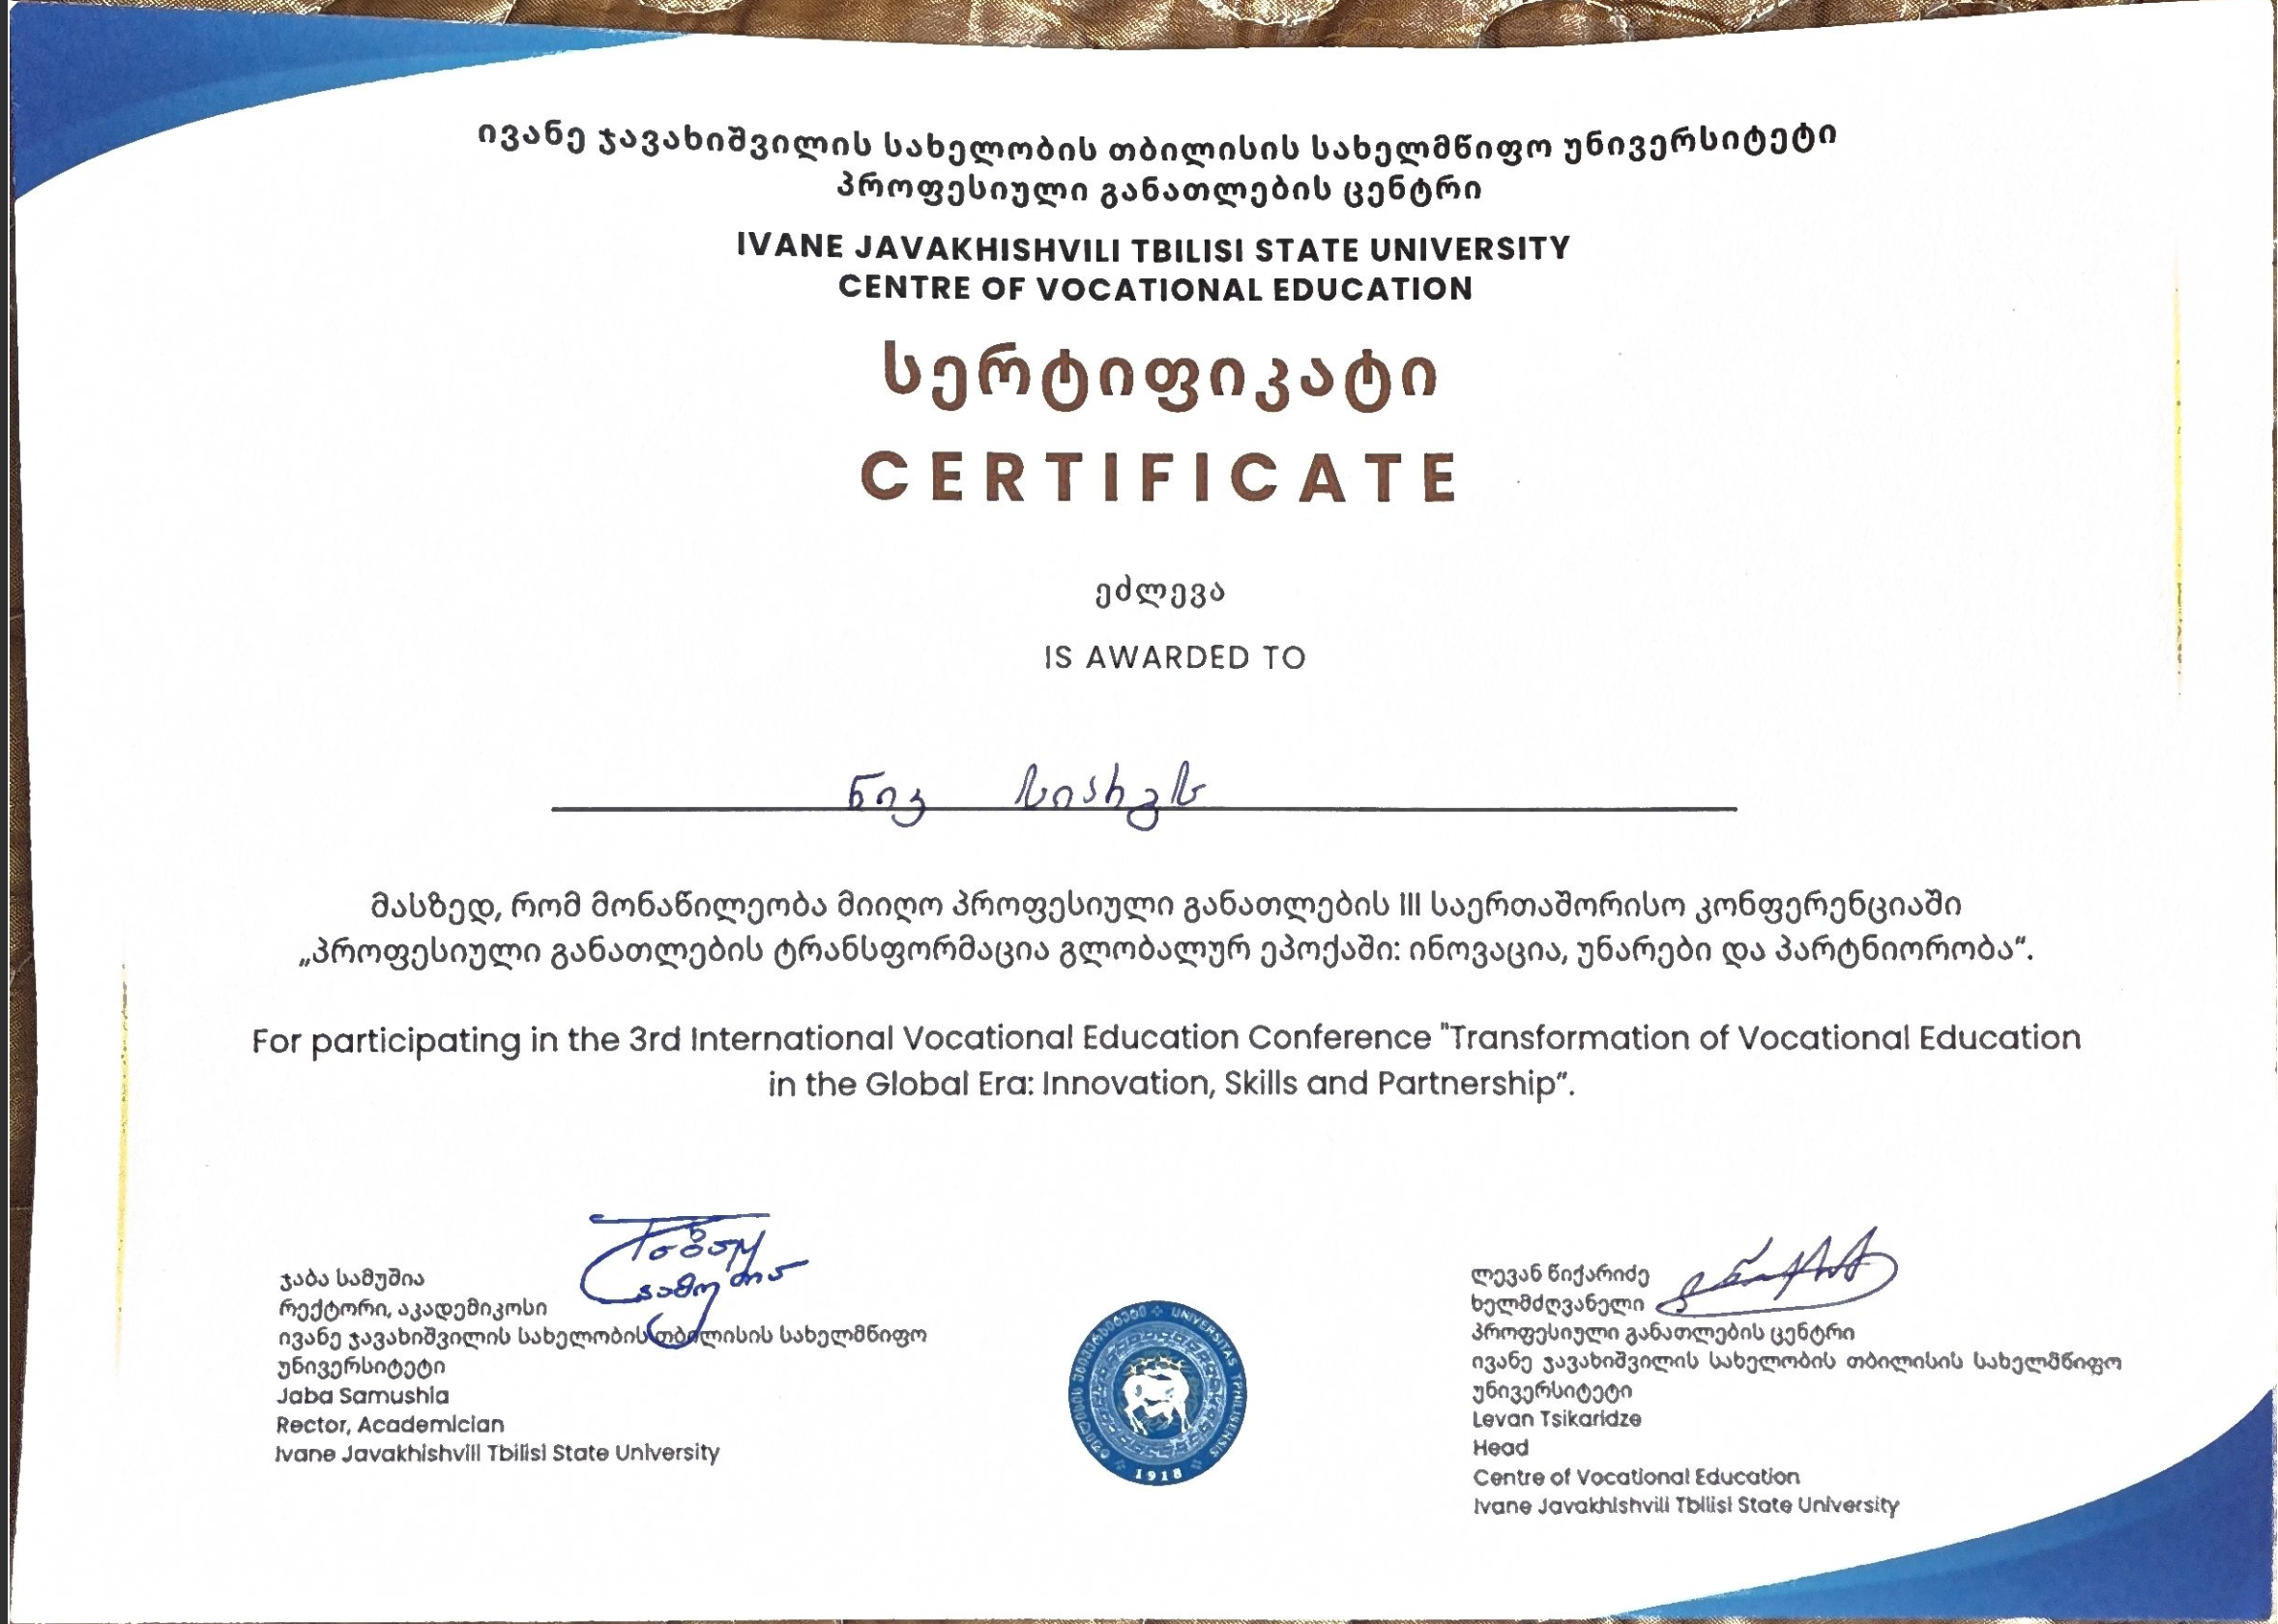 ივანე ჯავახიშვილის სახელობის თბილისის სახელმწიფო უნივერსიტეტი
პროფესიული განათლების ცენტრი
IVANE JAVAKHISHVILI TBILISI STATE UNIVERSITY
CENTRE OF VOCATIONAL EDUCATION
სერტიფიკატი
CERTIFICATE
ეძლევა
IS AWARDED TO
ნიკ
მასზედ, რომ მონაწილეობა მიიღო პროფესიული განათლების III საერთაშორისო კონფერენციაში
„პროფესიული განათლების ტრანსფორმაცია გლობალურ ეპოქაში: ინოვაცია, უნარები და პარტნიორობა“.
For participating in the 3rd International Vocational Education Conference "Transformation of Vocational Education
in the Global Era: Innovation, Skills and Partnership”.
ჯაბა სამუშია
რექტორი, აკადემიკოსი
ივანე ჯავახიშვილის სახელობის თბილისის სახელმწიფო
უნივერსიტეტი
Jaba Samushia
Rector, Academician
Ivane Javakhishvili Tbilisi State University
UNIVERSITAS TPHILISENSIS
1918
ლევან წიქარიძე
ხელმძღვანელი
პროფესიული განათლების ცენტრი
ივანე ჯავახიშვილის სახელობის თბილისის სახელმწიფო
უნივერსიტეტი
Levan Tsikaridze
Head
Centre of Vocational Education
Ivane Javakhishvili Tbilisi State University